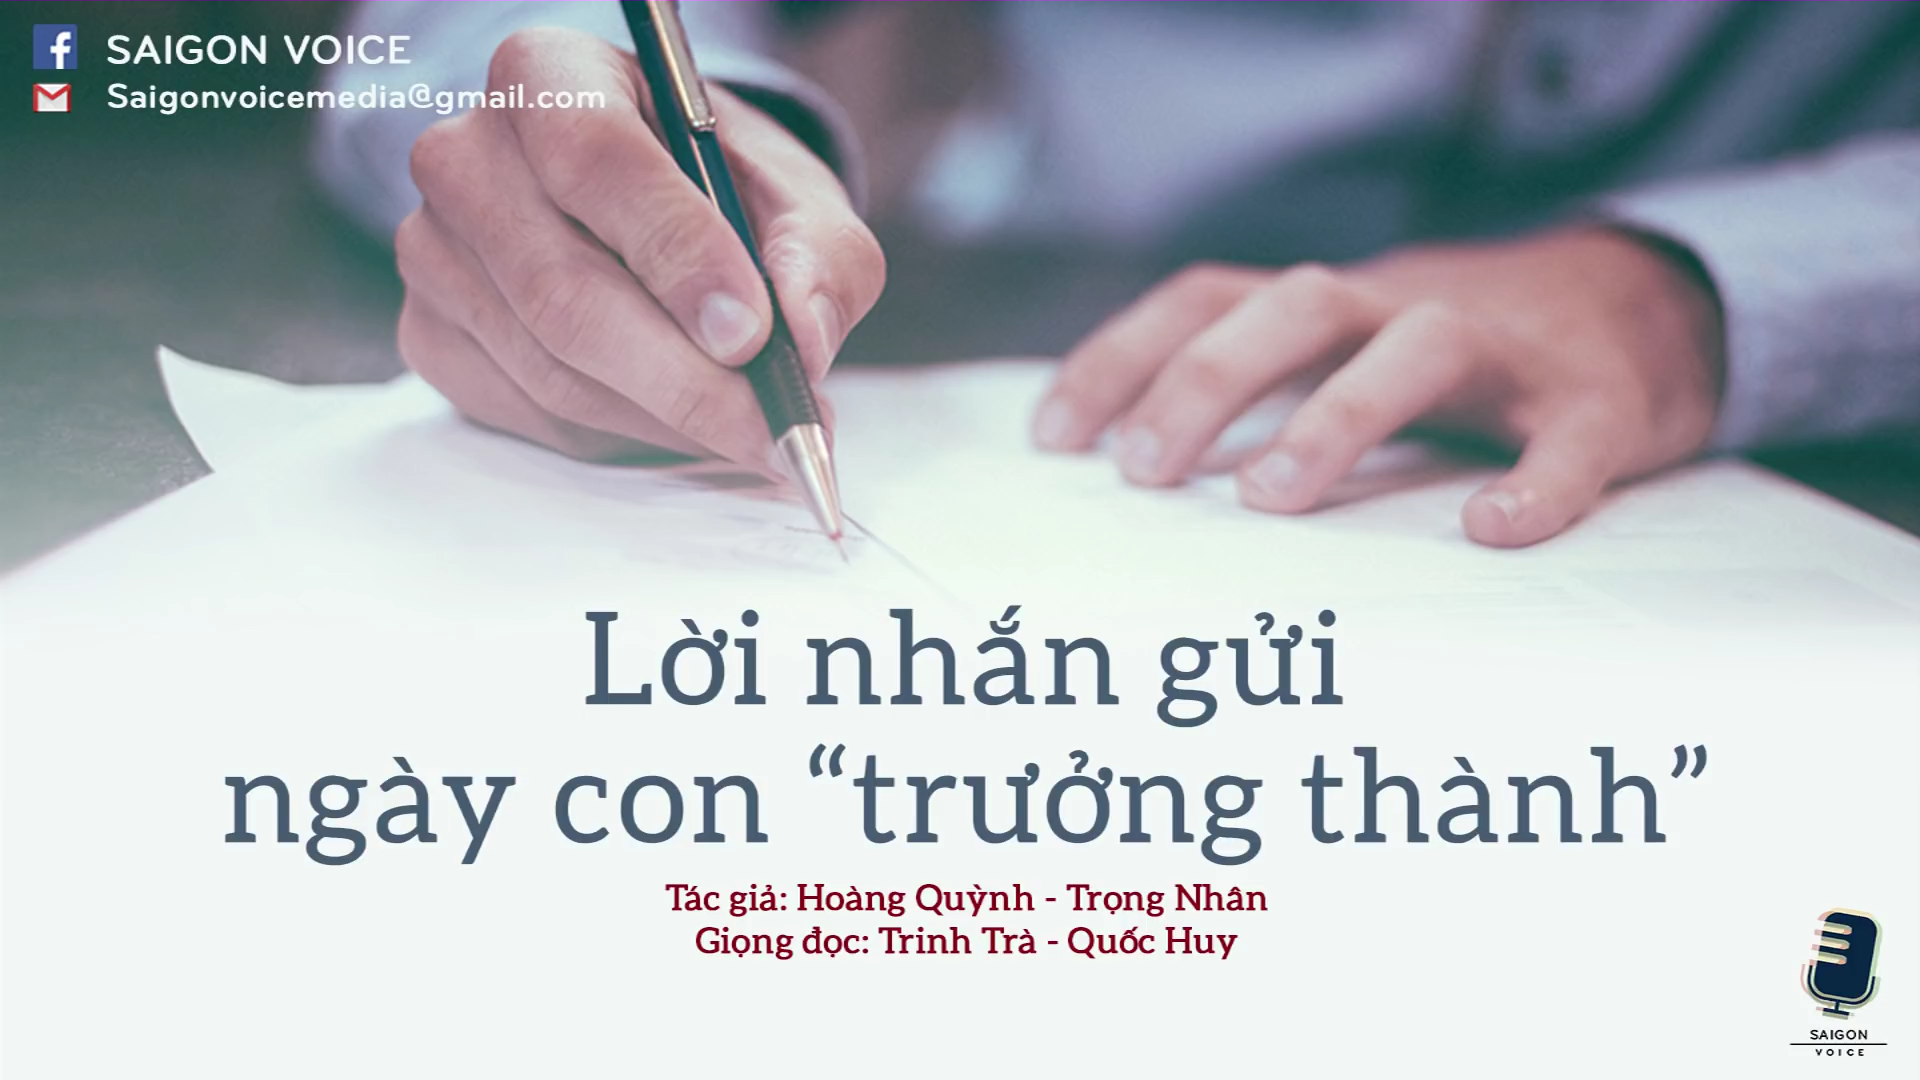 SAIGON VOICE
Saigonvoicemedia@gmail.com
Lời nhắn gửi
ngày con “trưởng thành”
Tác giả: Hoàng Quỳnh - Trọng Nhân
Giọng đọc: Trinh Trà - Quốc Huy
SAIGON
VOICE